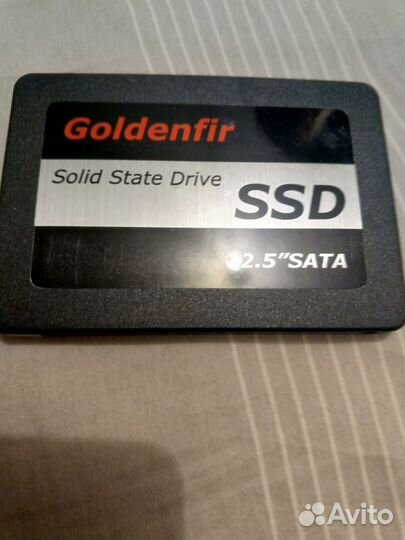 Goldenfir
Solid State Drive
SSD
2.5"SATA
Avito